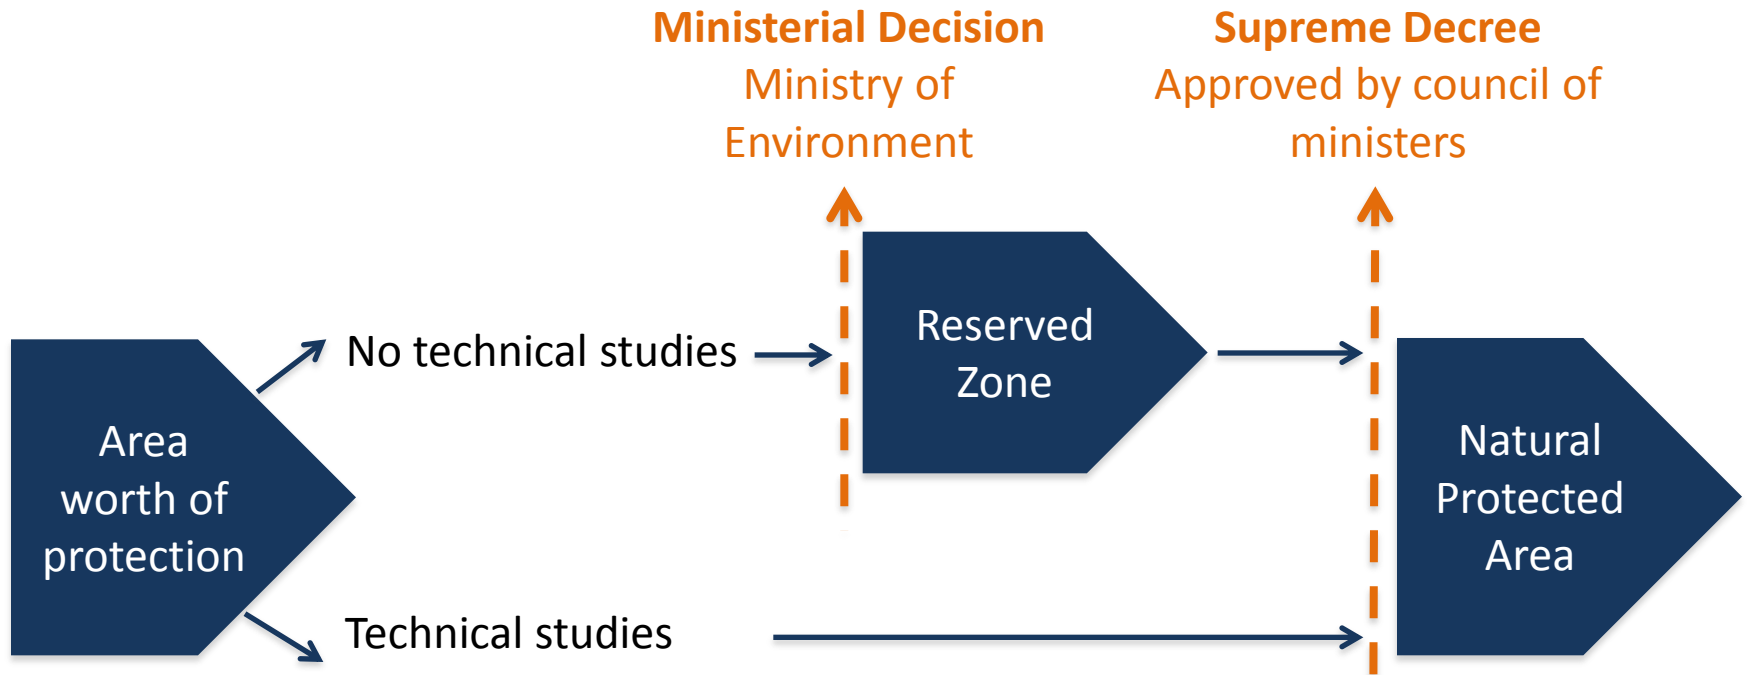 Ministerial Decision
Ministry of
Environment
Supreme Decree
Approved by council of
ministers
No technical studies
Reserved
Zone
Area
worth of
protection
Natural
Protected
Area
Technical studies